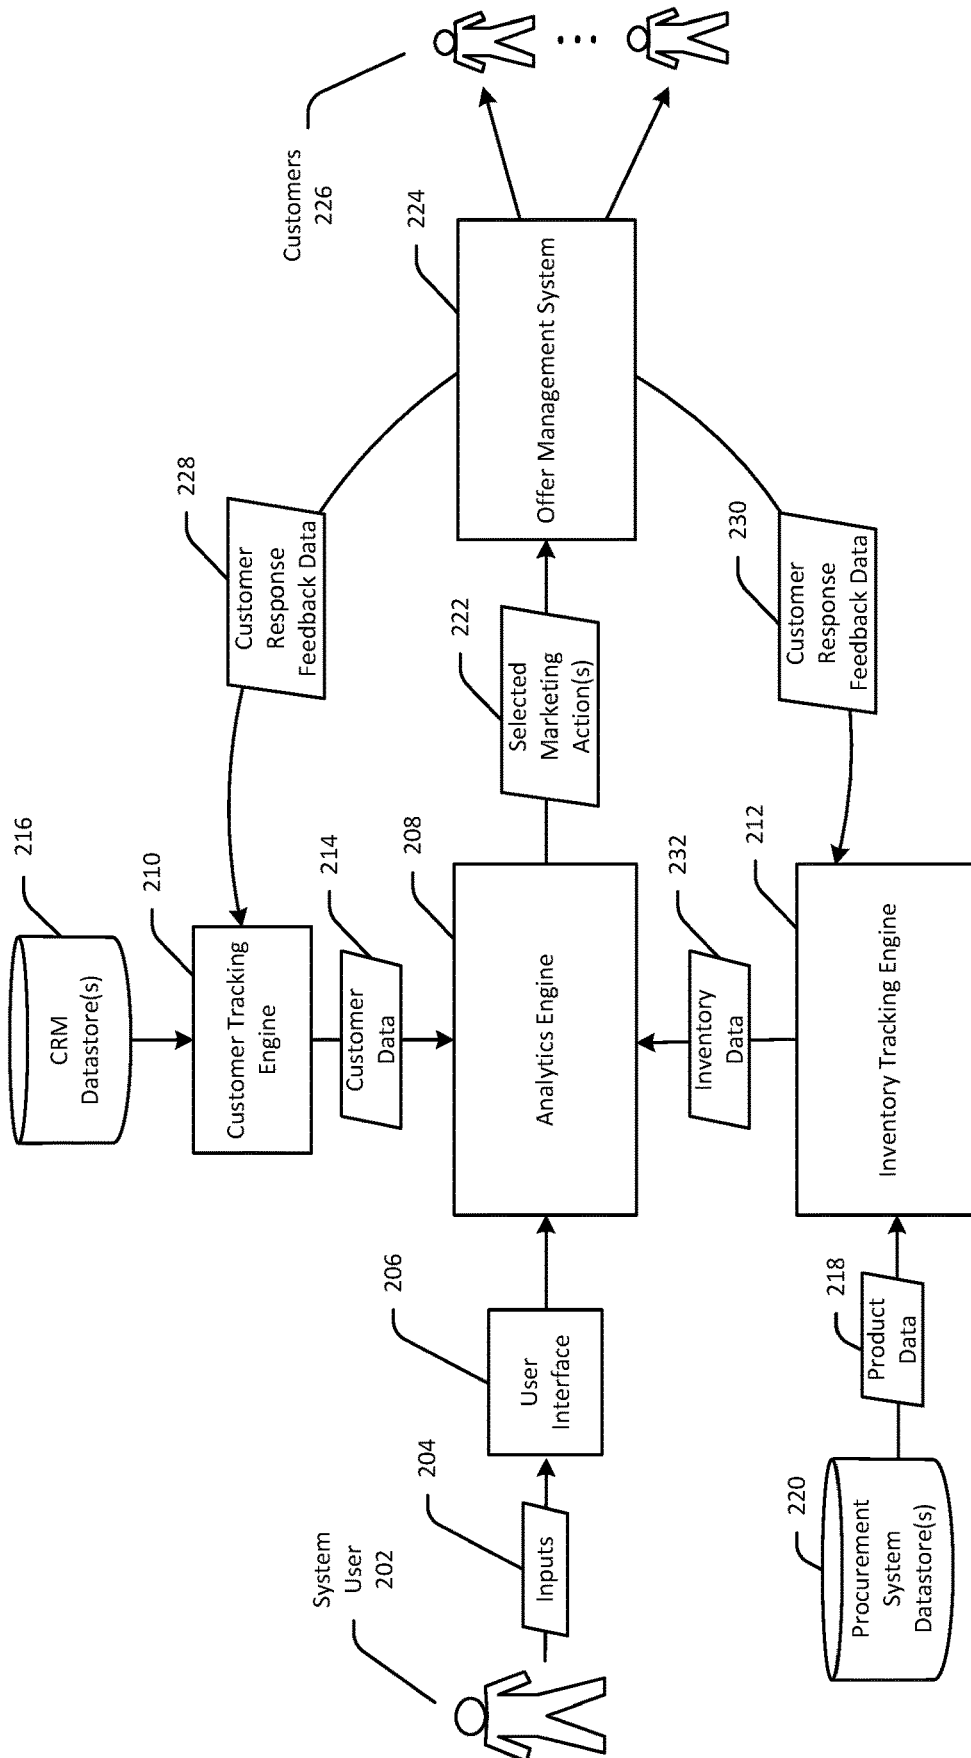 CRM
Datastore(s)
216
Customer Tracking
Engine
210
Customer
Data
214
Customer
Response
Feedback Data
228
Customers
226
System
User
202
Inputs
204
User
Interface
206
Analytics Engine
208
Selected
Marketing
Action(s)
222
Offer Management System
224
Inventory
Data
232
Procurement
System
Datastore(s)
220
Product
Data
218
Inventory Tracking Engine
212
Customer
Response
Feedback Data
230